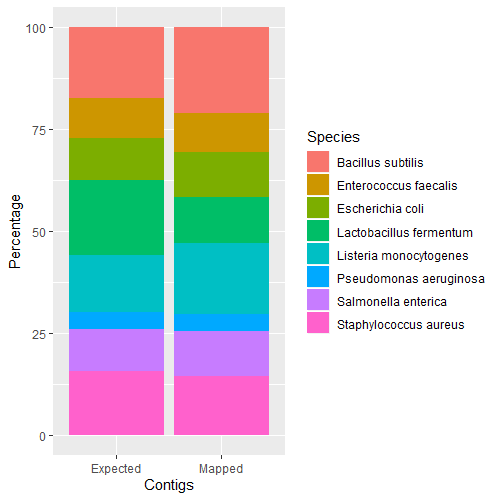 100
75
50
25
0
Percentage
Expected
Mapped
Contigs
Species
Bacillus subtilis
Enterococcus faecalis
Escherichia coli
Lactobacillus fermentum
Listeria monocytogenes
Pseudomonas aeruginosa
Salmonella enterica
Staphylococcus aureus